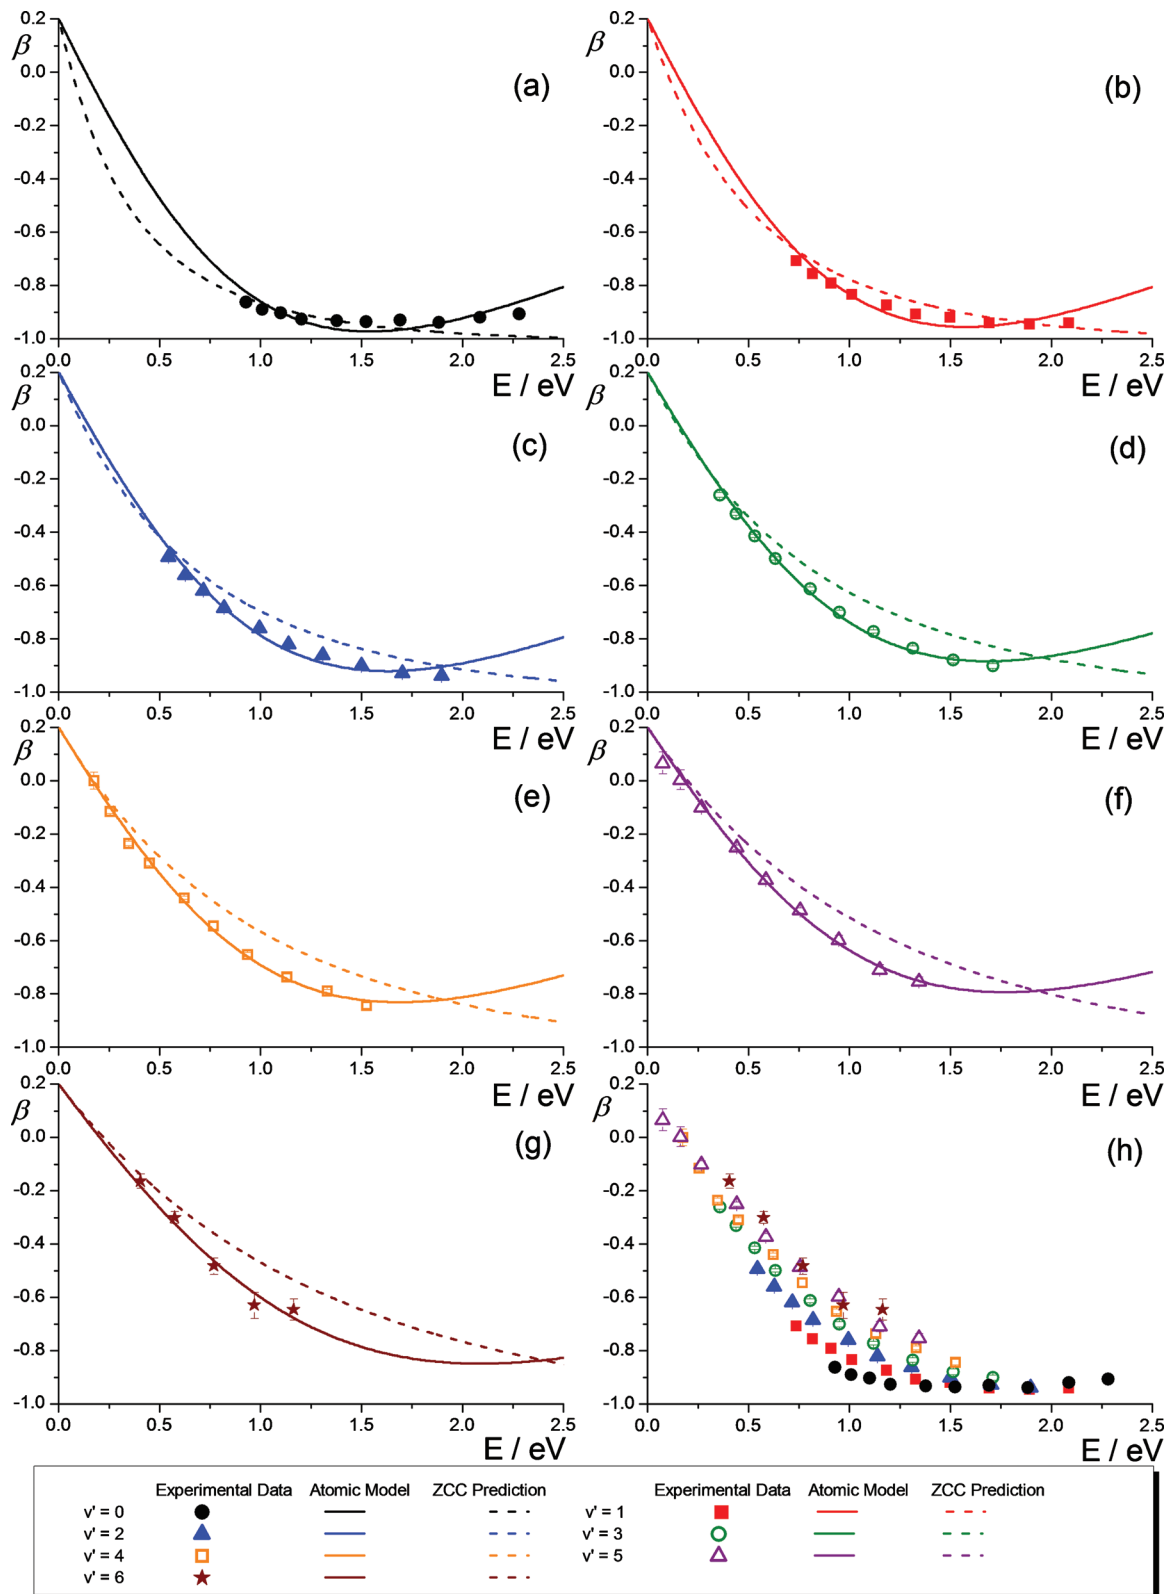 0.2 0.0 -0.2 -0.4 -0.6 -0.8 -1.0
β
(a)
0.0 0.5 1.0 1.5 2.0 2.5
E / eV
0.2 0.0 -0.2 -0.4 -0.6 -0.8 -1.0
β
(b)
0.0 0.5 1.0 1.5 2.0 2.5
E / eV
0.2 0.0 -0.2 -0.4 -0.6 -0.8 -1.0
β
(c)
0.0 0.5 1.0 1.5 2.0 2.5
E / eV
0.2 0.0 -0.2 -0.4 -0.6 -0.8 -1.0
β
(d)
0.0 0.5 1.0 1.5 2.0 2.5
E / eV
0.2 0.0 -0.2 -0.4 -0.6 -0.8 -1.0
β
(e)
0.0 0.5 1.0 1.5 2.0 2.5
E / eV
0.2 0.0 -0.2 -0.4 -0.6 -0.8 -1.0
β
(f)
0.0 0.5 1.0 1.5 2.0 2.5
E / eV
0.2 0.0 -0.2 -0.4 -0.6 -0.8 -1.0
β
(g)
0.0 0.5 1.0 1.5 2.0 2.5
E / eV
0.2 0.0 -0.2 -0.4 -0.6 -0.8 -1.0
β
(h)
0.0 0.5 1.0 1.5 2.0 2.5
E / eV
Experimental Data Atomic Model ZCC Prediction Experimental Data Atomic Model ZCC Prediction
v' = 0 v' = 1
v' = 2 v' = 3
v' = 4 v' = 5
v' = 6